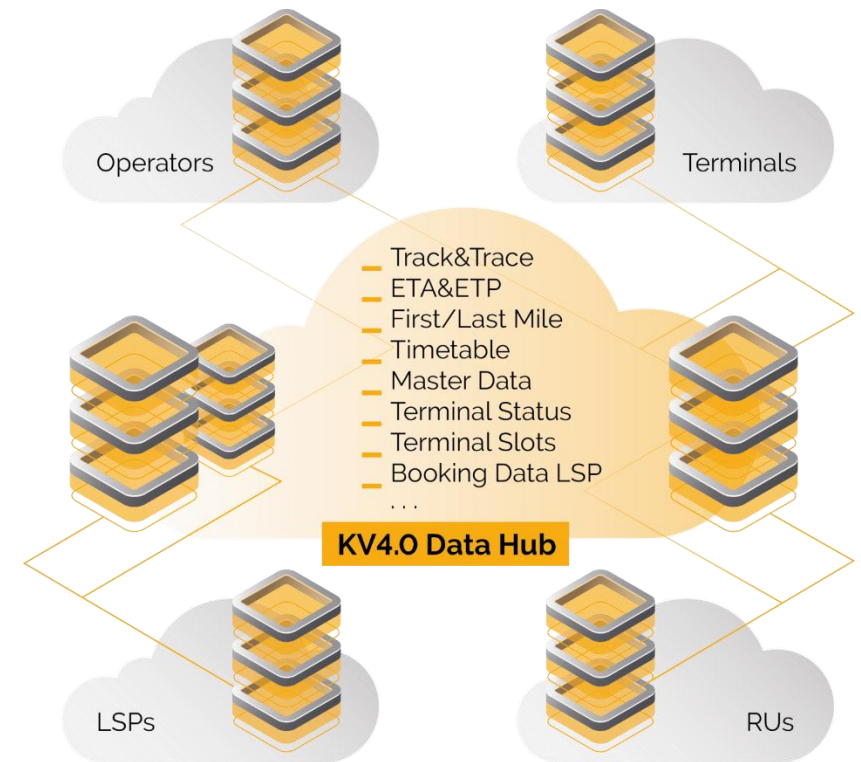 Operators
Terminals
Track&Trace
ETA&ETP
First/Last Mile
Timetable
Master Data
Terminal Status
Terminal Slots
Booking Data LSP
...
KV4.0 Data Hub
LSPs
RUs